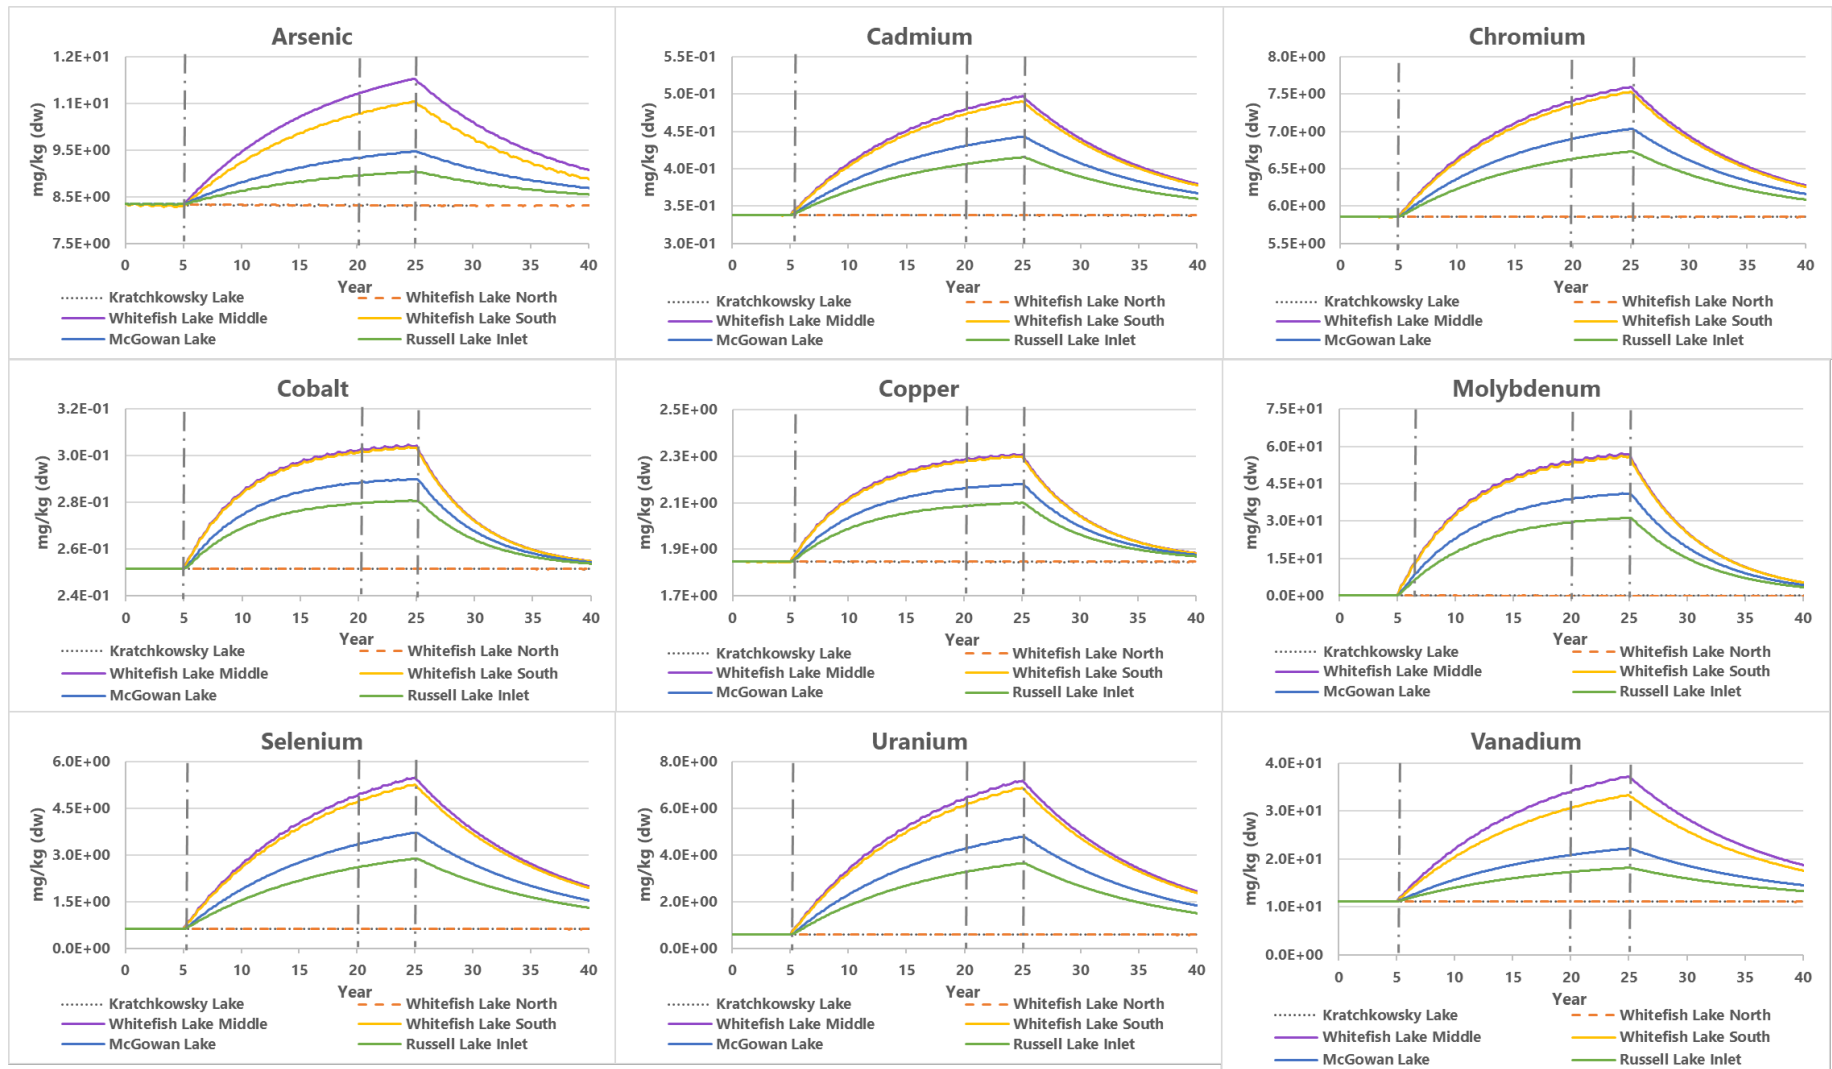 Arsenic
1.2E+01
1.1E+01
9.5E+00
8.5E+00
7.5E+00
mg/kg (dw)
0 5 10 15 20 25 30 35 40
Year
Kratchkowsky Lake Whitefish Lake North
Whitefish Lake Middle Whitefish Lake South
McGowan Lake Russell Lake Inlet
Cadmium
5.5E-01
5.0E-01
4.5E-01
4.0E-01
3.5E-01
3.0E-01
mg/kg (dw)
0 5 10 15 20 25 30 35 40
Year
Kratchkowsky Lake Whitefish Lake North
Whitefish Lake Middle Whitefish Lake South
McGowan Lake Russell Lake Inlet
Chromium
8.0E+00
7.5E+00
7.0E+00
6.5E+00
6.0E+00
5.5E+00
mg/kg (dw)
0 5 10 15 20 25 30 35 40
Year
Kratchkowsky Lake Whitefish Lake North
Whitefish Lake Middle Whitefish Lake South
McGowan Lake Russell Lake Inlet
Cobalt
3.2E-01
3.0E-01
2.8E-01
2.6E-01
2.4E-01
mg/kg (dw)
0 5 10 15 20 25 30 35 40
Year
Kratchkowsky Lake Whitefish Lake North
Whitefish Lake Middle Whitefish Lake South
McGowan Lake Russell Lake Inlet
Copper
2.5E+00
2.3E+00
2.1E+00
1.9E+00
1.7E+00
mg/kg (dw)
0 5 10 15 20 25 30 35 40
Year
Kratchkowsky Lake Whitefish Lake North
Whitefish Lake Middle Whitefish Lake South
McGowan Lake Russell Lake Inlet
Molybdenum
7.5E+01
6.0E+01
4.5E+01
3.0E+01
1.5E+01
0.0E+00
mg/kg (dw)
0 5 10 15 20 25 30 35 40
Year
Kratchkowsky Lake Whitefish Lake North
Whitefish Lake Middle Whitefish Lake South
McGowan Lake Russell Lake Inlet
Selenium
6.0E+00
4.5E+00
3.0E+00
1.5E+00
0.0E+00
mg/kg (dw)
0 5 10 15 20 25 30 35 40
Year
Kratchkowsky Lake Whitefish Lake North
Whitefish Lake Middle Whitefish Lake South
McGowan Lake Russell Lake Inlet
Uranium
8.0E+00
6.0E+00
4.0E+00
2.0E+00
0.0E+00
mg/kg (dw)
0 5 10 15 20 25 30 35 40
Year
Kratchkowsky Lake Whitefish Lake North
Whitefish Lake Middle Whitefish Lake South
McGowan Lake Russell Lake Inlet
Vanadium
4.0E+01
3.0E+01
2.0E+01
1.0E+01
0.0E+00
mg/kg (dw)
0 5 10 15 20 25 30 35 40
Year
Kratchkowsky Lake Whitefish Lake North
Whitefish Lake Middle Whitefish Lake South
McGowan Lake Russell Lake Inlet